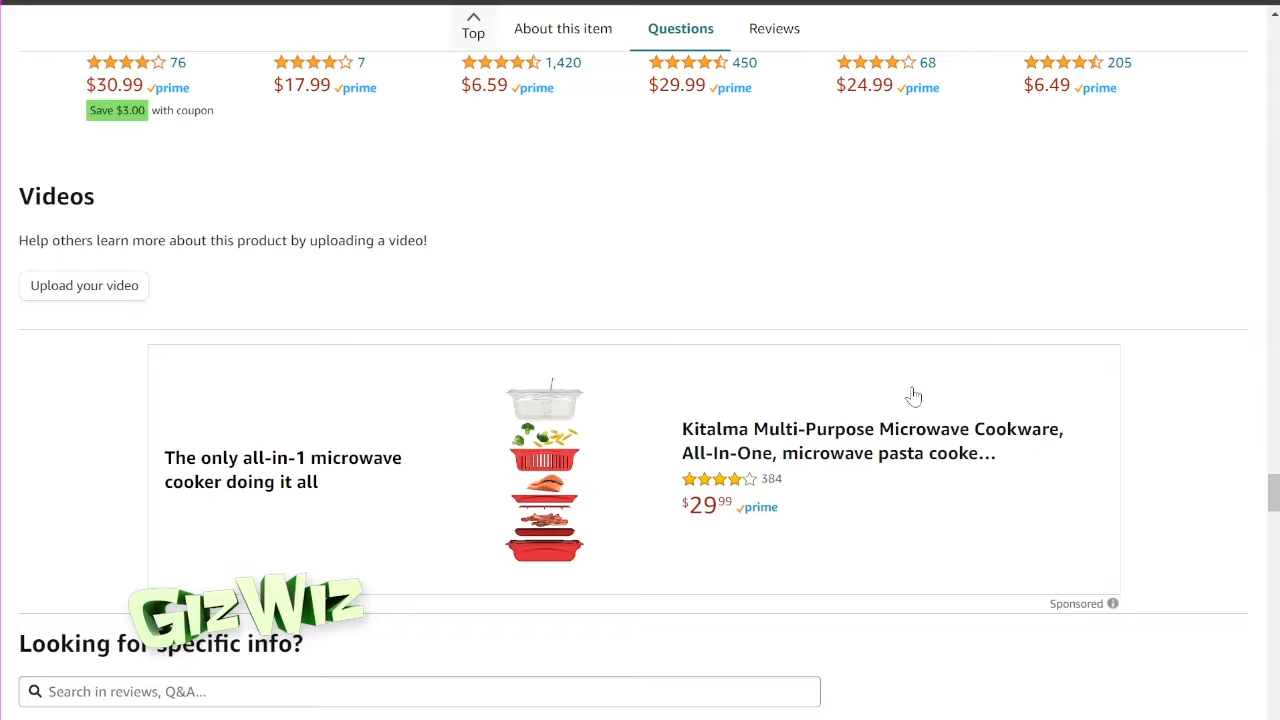 Top
About this item
Questions
Reviews
76
7
1,420
450
68
205
$30.99 prime
$17.99 prime
$6.59 prime
$29.99 prime
$24.99 prime
$6.49 prime
Save $3.00 with coupon
Videos
Help others learn more about this product by uploading a video!
Upload your video
The only all-in-1 microwave
cooker doing it all
Kitalma Multi-Purpose Microwave Cookware,
All-In-One, microwave pasta cooke...
384
$29 99 prime
Sponsored
GizWiz
Looking for specific info?
Search in reviews, Q&A...